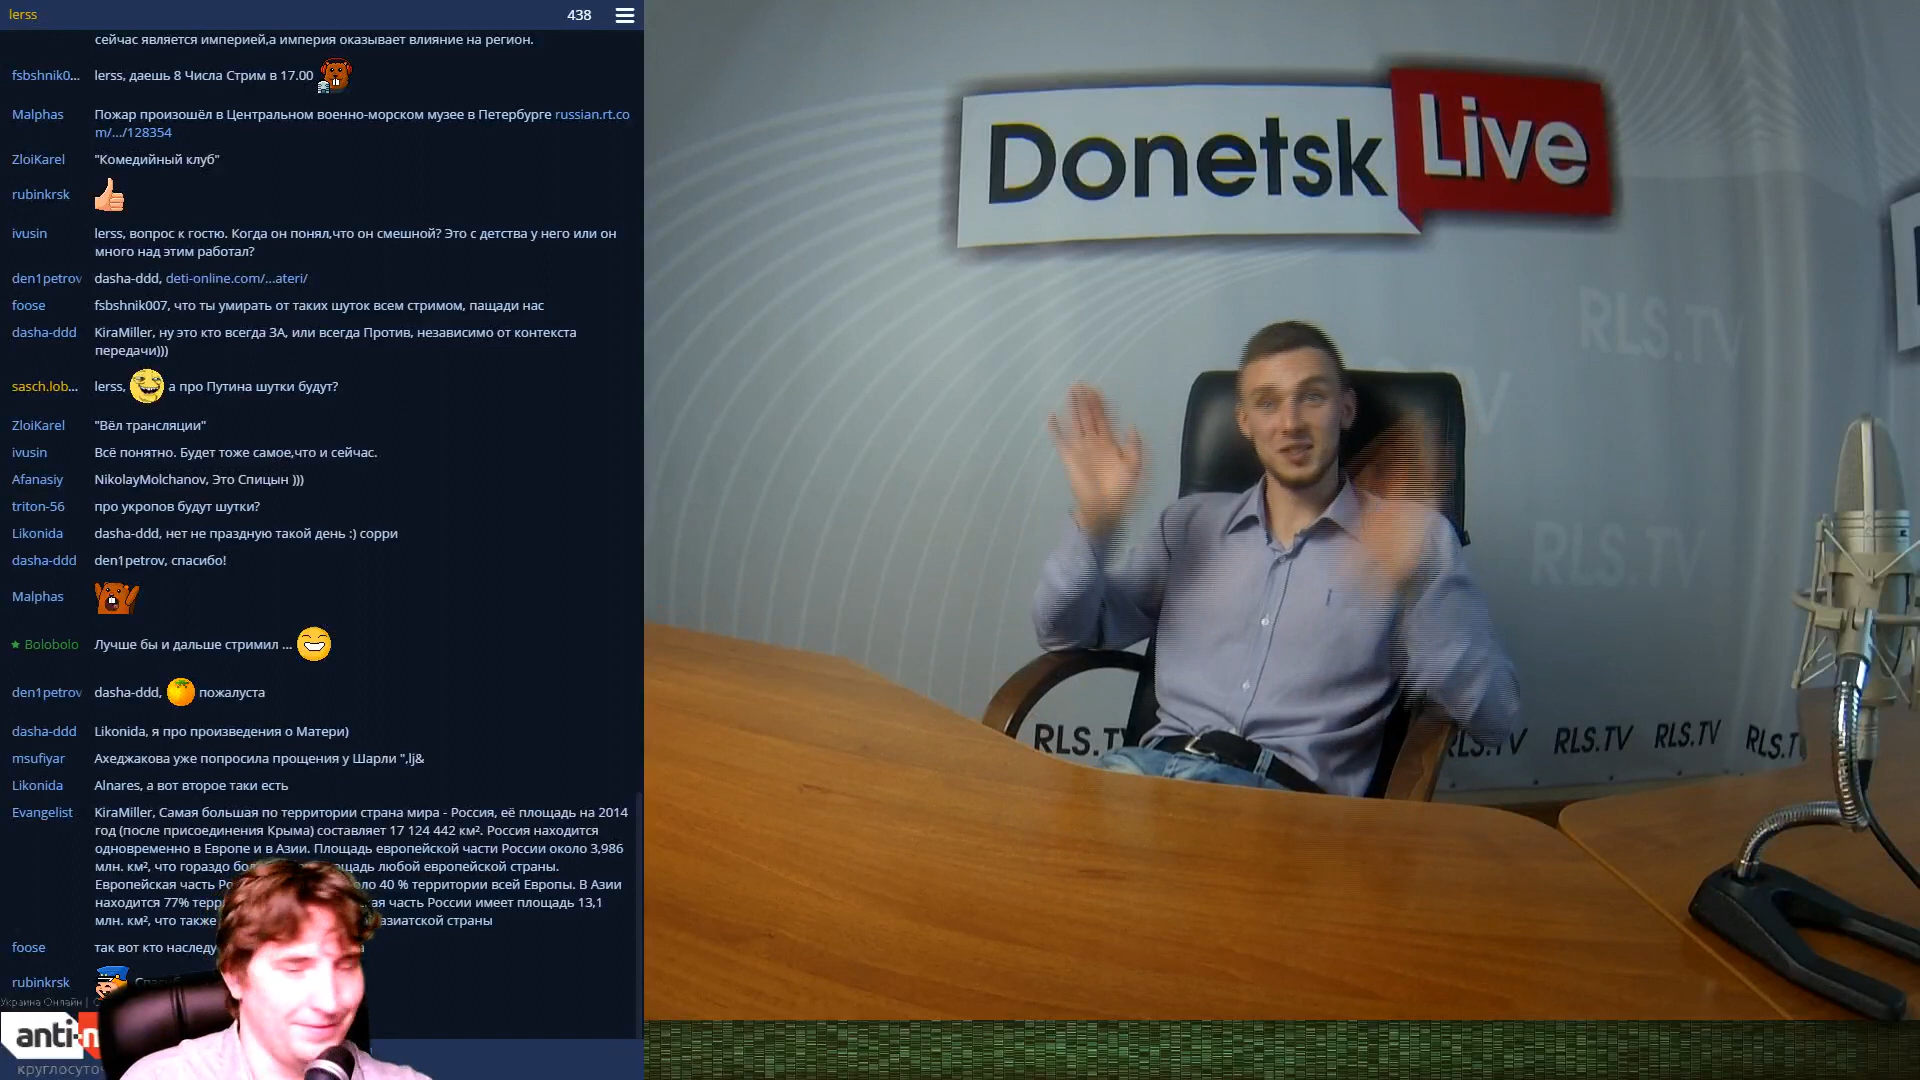 lerss
438
сейчас является империей,а империя оказывает влияние на регион.
fsbshnik0...
lerss, даешь 8 Числа Стрим в 17.00
Malphas
Пожар произошёл в Центральном военно-морском музее в Петербурге russian.rt.co
m/.../128354
ZloiKarel
"Комедийный клуб"
rubinkrsk
ivusin
lerss, вопрос к гостю. Когда он понял,что он смешной? Это с детства у него или он
много над этим работал?
den1petrov
dasha-ddd, deti-online.com/...ateri/
foose
fsbshnik007, что ты умирать от таких шуток всем стримом, пащади нас
dasha-ddd
KiraMiller, ну это кто всегда ЗА, или всегда Против, независимо от контекста
передачи)))
sasch.lob...
lerss, а про Путина шутки будут?
ZloiKarel
"Вёл трансляции"
ivusin
Всё понятно. Будет тоже самое,что и сейчас.
Afanasiy
NikolayMolchanov, Это Спицын )))
triton-56
про укропов будут шутки?
Likonida
dasha-ddd, нет не праздную такой день :) сорри
dasha-ddd
den1petrov, спасибо!
Malphas
Bolobolo
Лучше бы и дальше стримил ...
den1petrov
dasha-ddd, пожалуста
dasha-ddd
Likonida, я про произведения о Матери)
msufiyar
Ахеджакова уже попросила прощения у Шарли ",lj&
Likonida
Alnares, а вот второе таки есть
Evangelist
KiraMiller, Самая большая по территории страна мира - Россия, её площадь на 2014
год (после присоединения Крыма) составляет 17 124 442 км². Россия находится
одновременно в Европе и в Азии. Площадь европейской части России около 3,986
млн. км², что гораздо любой европейской страны.
Европейская часть 40 % территории всей Европы. В Азии
находится 77% часть России имеет площадь 13,1
млн. км², что также азиатской страны
foose
так вот кто
rubinkrsk
Украина Онлайн |
anti-
Donetsk Live
RLS.TV
RLS.TV
RLS.TV
RLS.TV
RLS.TV